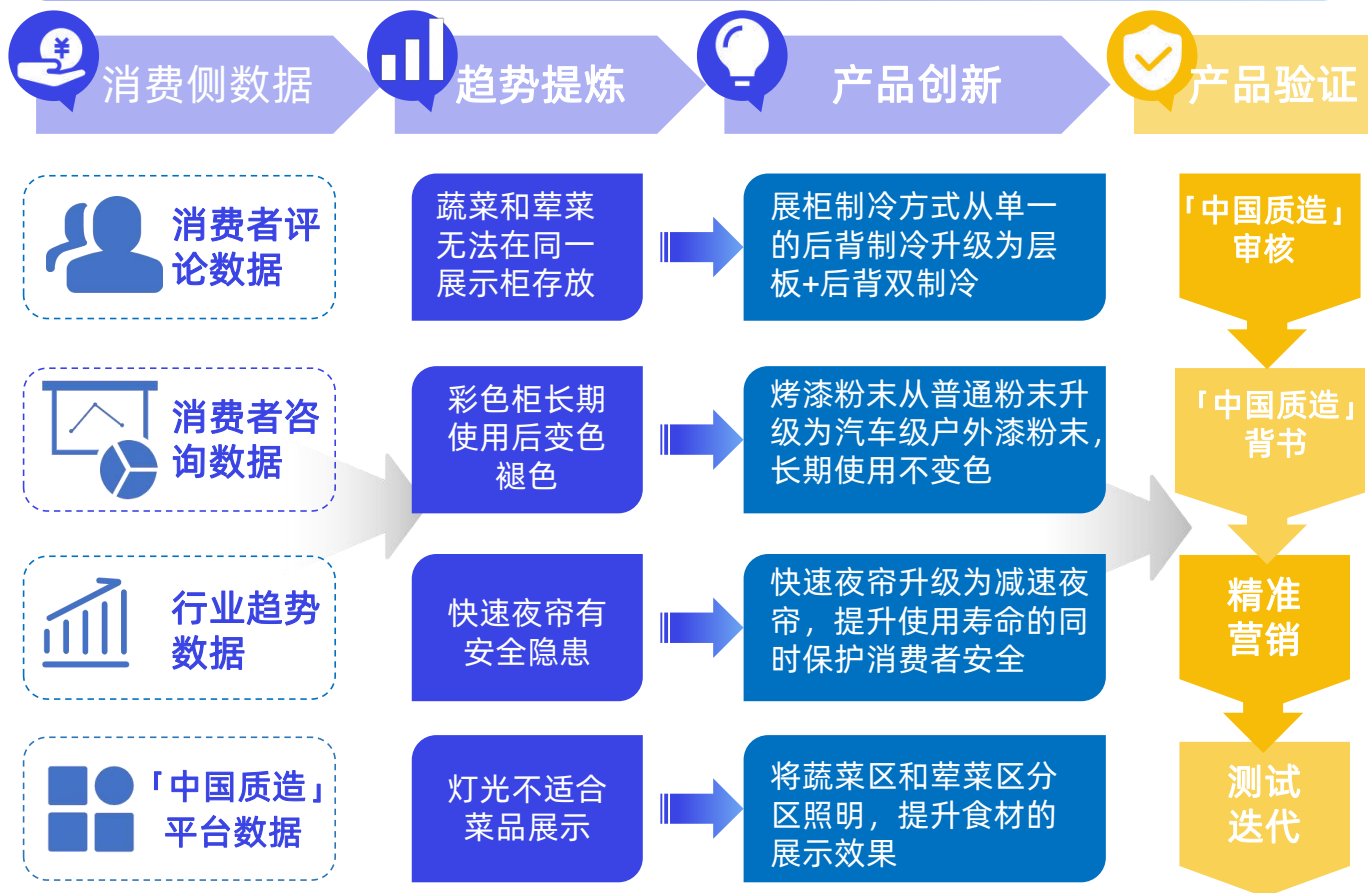 消费侧数据
趋势提炼
产品创新
产品验证
消费者评
论数据
蔬菜和荤菜
无法在同一
展示柜存放
展柜制冷方式从单一
的后背制冷升级为层
板+后背双制冷
「中国质造」
审核
消费者咨
询数据
彩色柜长期
使用后变色
褪色
烤漆粉末从普通粉末升
级为汽车级户外漆粉末，
长期使用不变色
「中国质造」
背书
行业趋势
数据
快速夜帘有
安全隐患
快速夜帘升级为减速夜
帘，提升使用寿命的同
时保护消费者安全
精准
营销
「中国质造」
平台数据
灯光不适合
菜品展示
将蔬菜区和荤菜区分
区照明，提升食材的
展示效果
测试
迭代